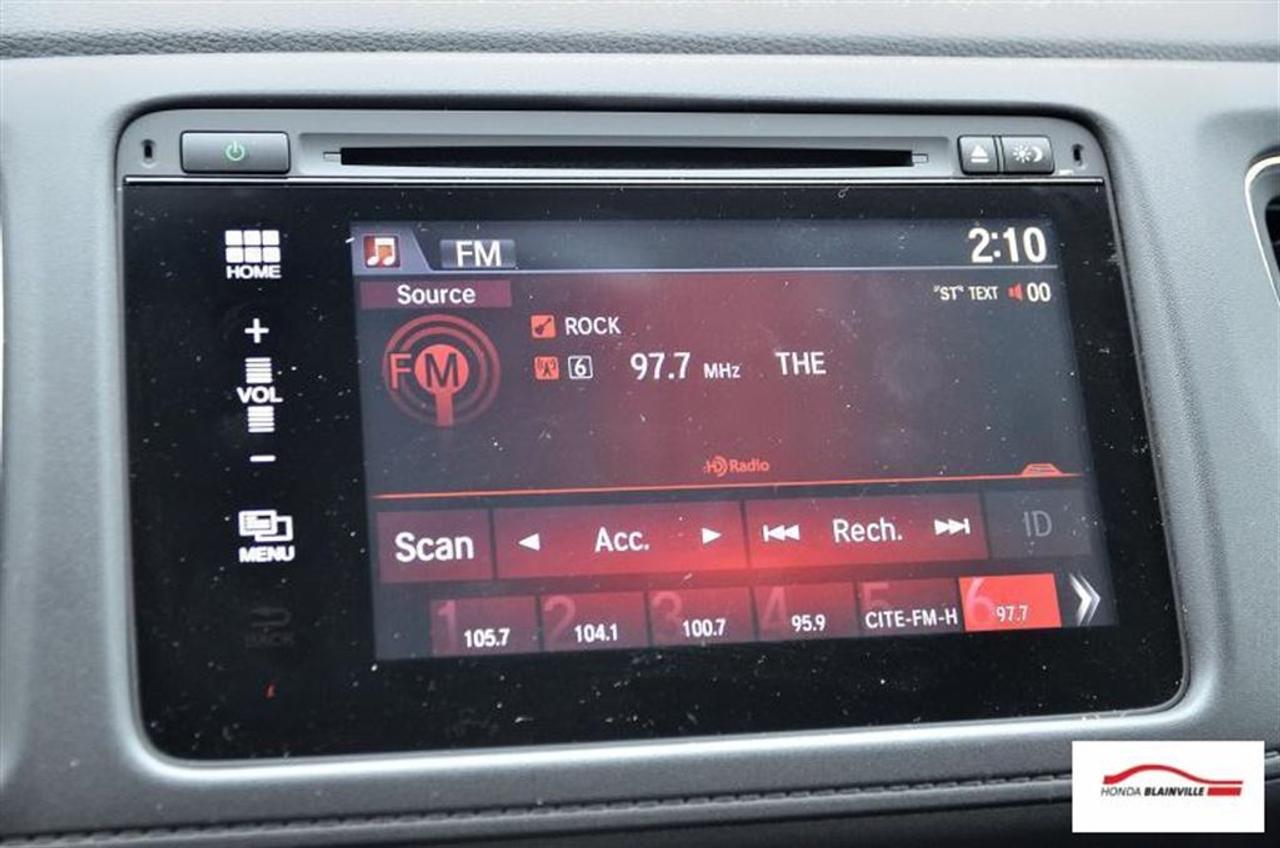 HOME
+
VOL
-
MENU
BACK
FM 2:10
Source "ST" TEXT 00
FM
ROCK
6 97.7 MHz THE
HD Radio
Scan Acc. Rech. ID
1 105.7 2 104.1 3 100.7 4 95.9 5 CITE-FM-H 6 97.7
HONDA BLAINVILLE